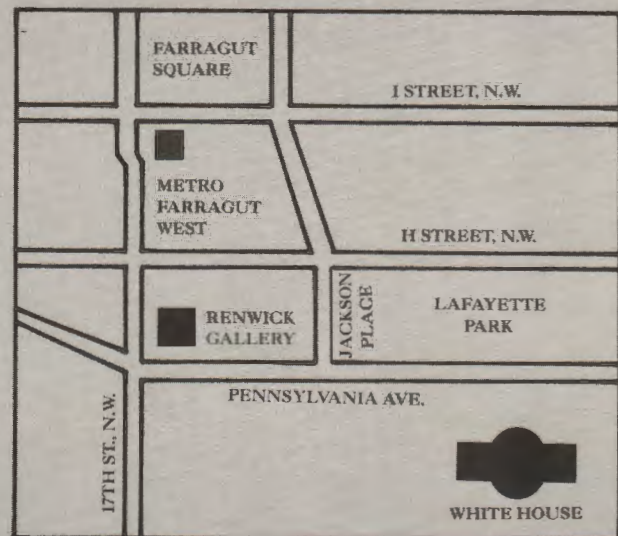 FARRAGUT
SQUARE
I STREET, N.W.
METRO
FARRAGUT
WEST
H STREET, N.W.
RENWICK
GALLERY
JACKSON
PLACE
LAFAYETTE
PARK
PENNSYLVANIA AVE.
17TH ST., N.W.
WHITE HOUSE